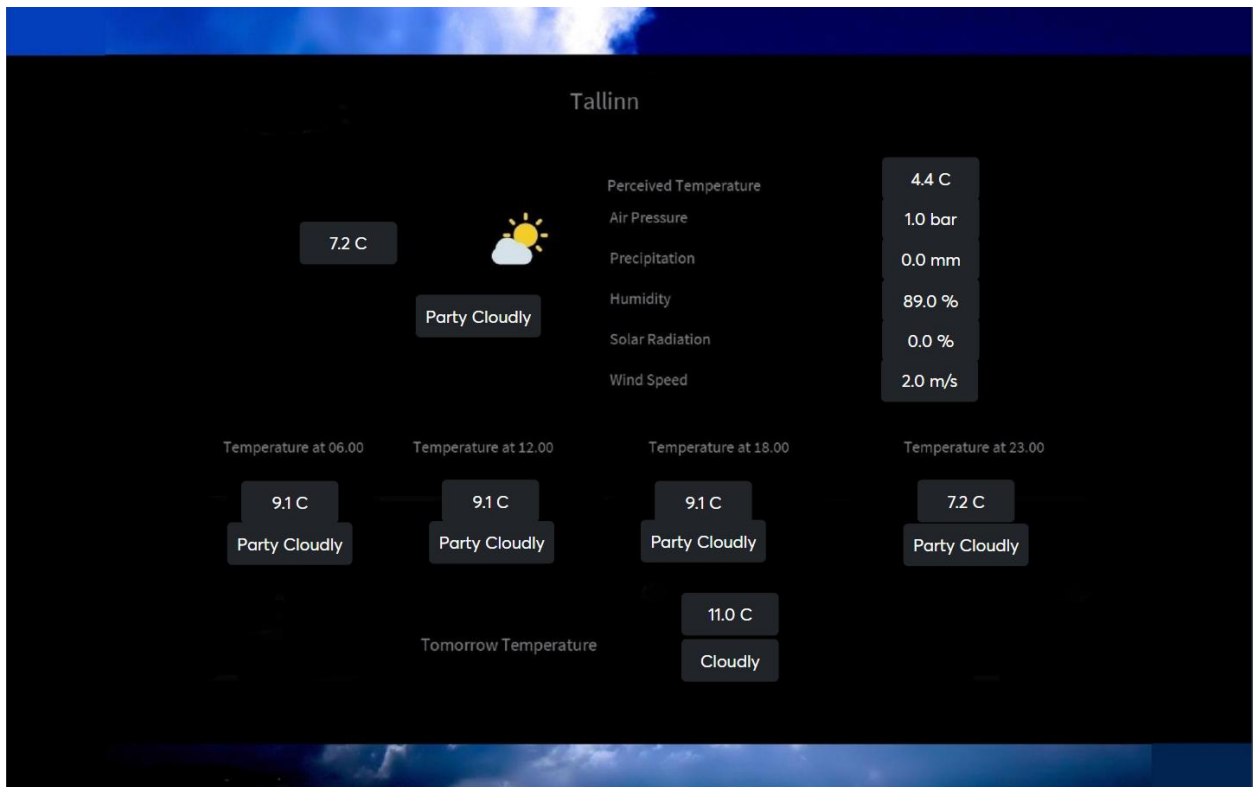 Tallinn
Perceived Temperature 4.4 C
Air Pressure 1.0 bar
7.2 C
Precipitation 0.0 mm
Humidity 89.0 %
Party Cloudly
Solar Radiation 0.0 %
Wind Speed 2.0 m/s
Temperature at 06.00 Temperature at 12.00 Temperature at 18.00 Temperature at 23.00
9.1 C 9.1 C 9.1 C 7.2 C
Party Cloudly Party Cloudly Party Cloudly Party Cloudly
11.0 C
Tomorrow Temperature
Cloudly